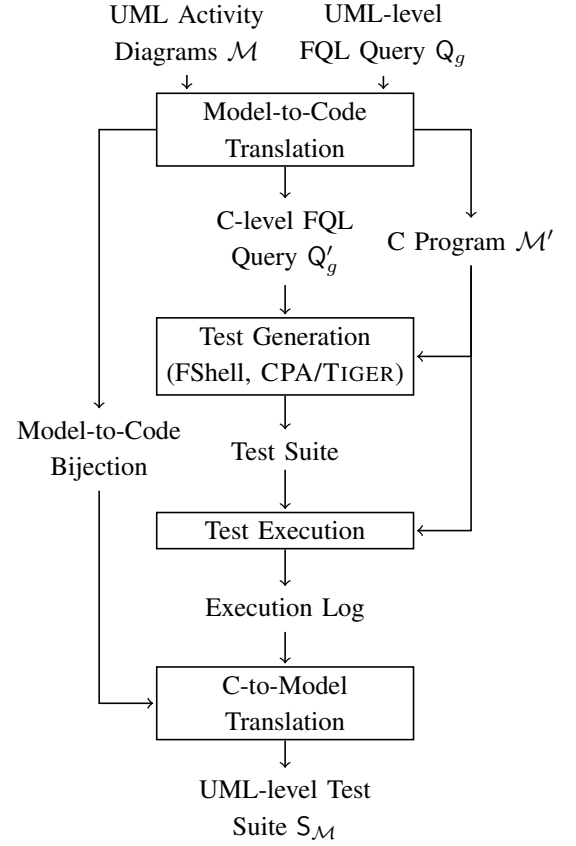 UML Activity
Diagrams ℳ
UML-level
FQL Query Q_g
Model-to-Code
Translation
C-level FQL
Query Q′_g
C Program ℳ′
Test Generation
(FShell, CPA/TIGER)
Model-to-Code
Bijection
Test Suite
Test Execution
Execution Log
C-to-Model
Translation
UML-level Test
Suite S_ℳ